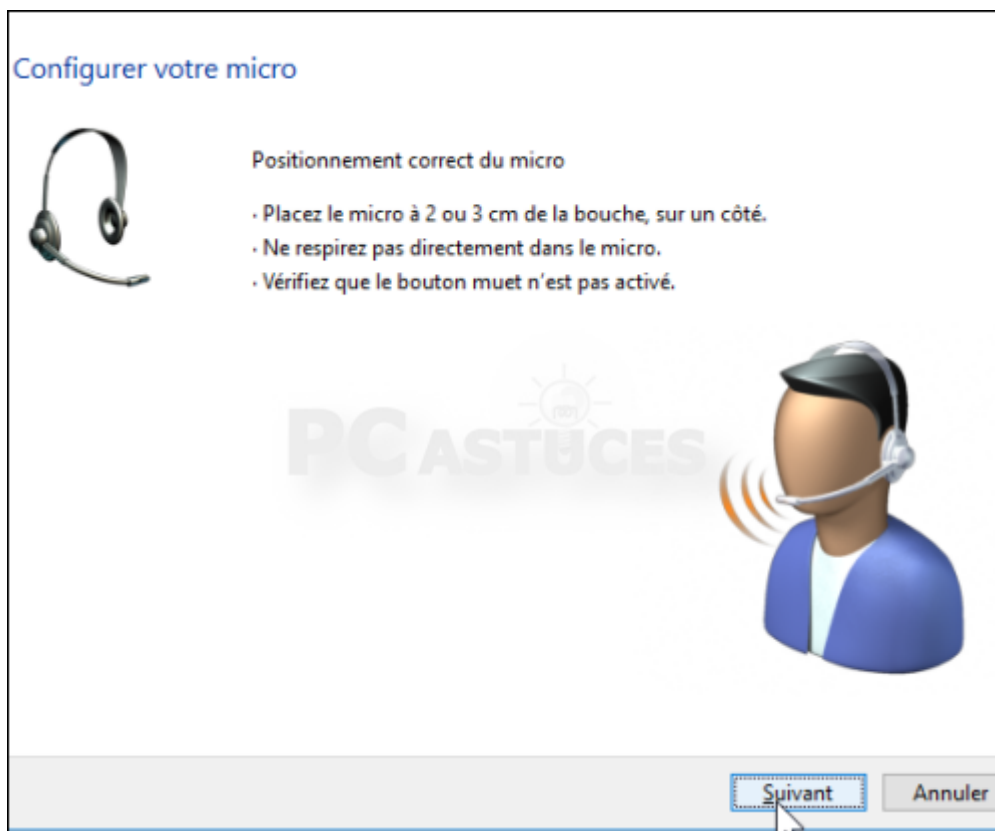 Configurer votre micro
Positionnement correct du micro
· Placez le micro à 2 ou 3 cm de la bouche, sur un côté.
· Ne respirez pas directement dans le micro.
· Vérifiez que le bouton muet n'est pas activé.
PC ASTUCES
Suivant Annuler